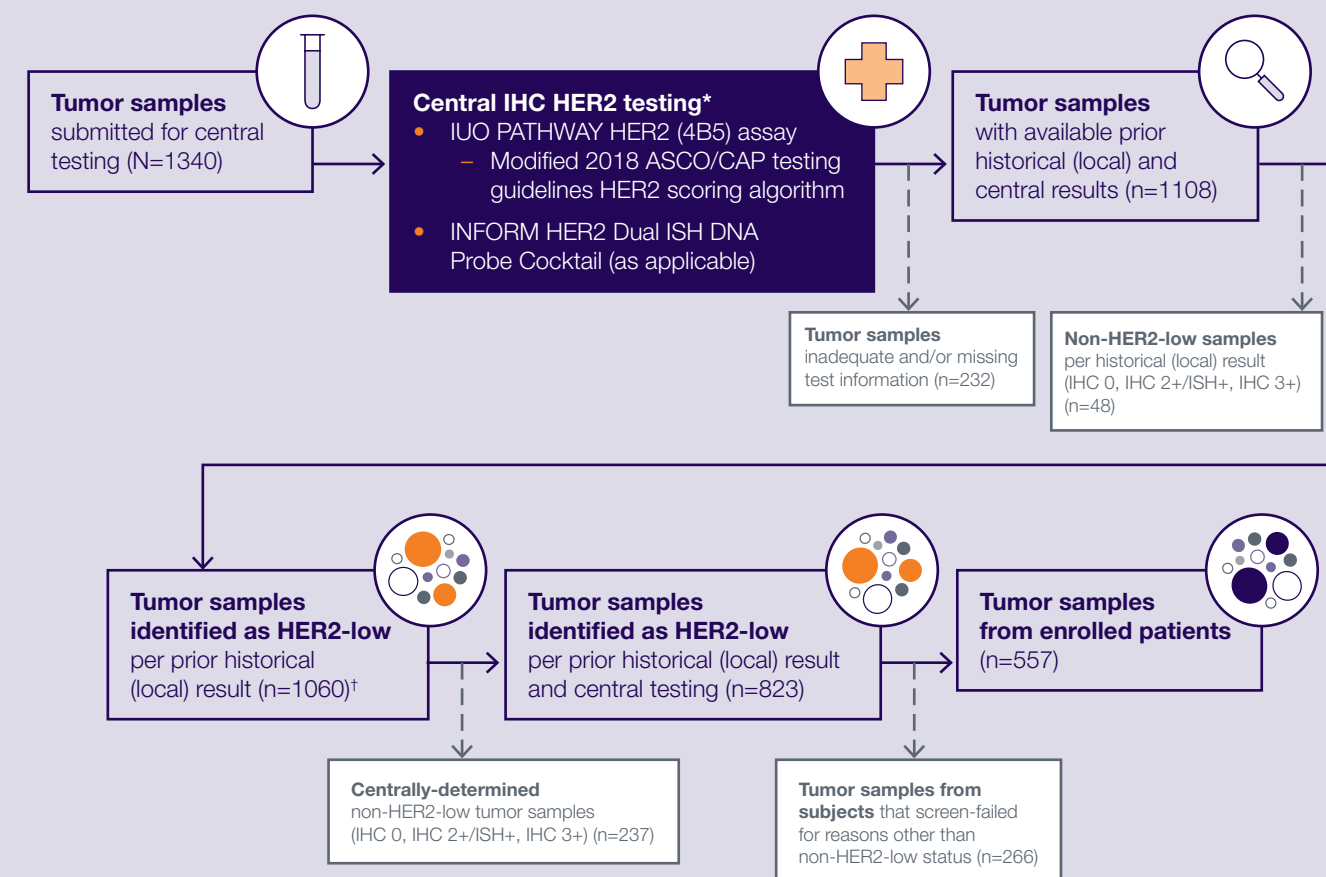 Tumor samples
submitted for central
testing (N=1340)
Central IHC HER2 testing*
• IUO PATHWAY HER2 (4B5) assay
– Modified 2018 ASCO/CAP testing
guidelines HER2 scoring algorithm
• INFORM HER2 Dual ISH DNA
Probe Cocktail (as applicable)
Tumor samples
with available prior
historical (local) and
central results (n=1108)
Tumor samples
inadequate and/or missing
test information (n=232)
Non-HER2-low samples
per historical (local) result
(IHC 0, IHC 2+/ISH+, IHC 3+)
(n=48)
Tumor samples
identified as HER2-low
per prior historical
(local) result (n=1060)†
Tumor samples
identified as HER2-low
per prior historical (local) result
and central testing (n=823)
Tumor samples
from enrolled patients
(n=557)
Centrally-determined
non-HER2-low tumor samples
(IHC 0, IHC 2+/ISH+, IHC 3+) (n=237)
Tumor samples from
subjects that screen-failed
for reasons other than
non-HER2-low status (n=266)